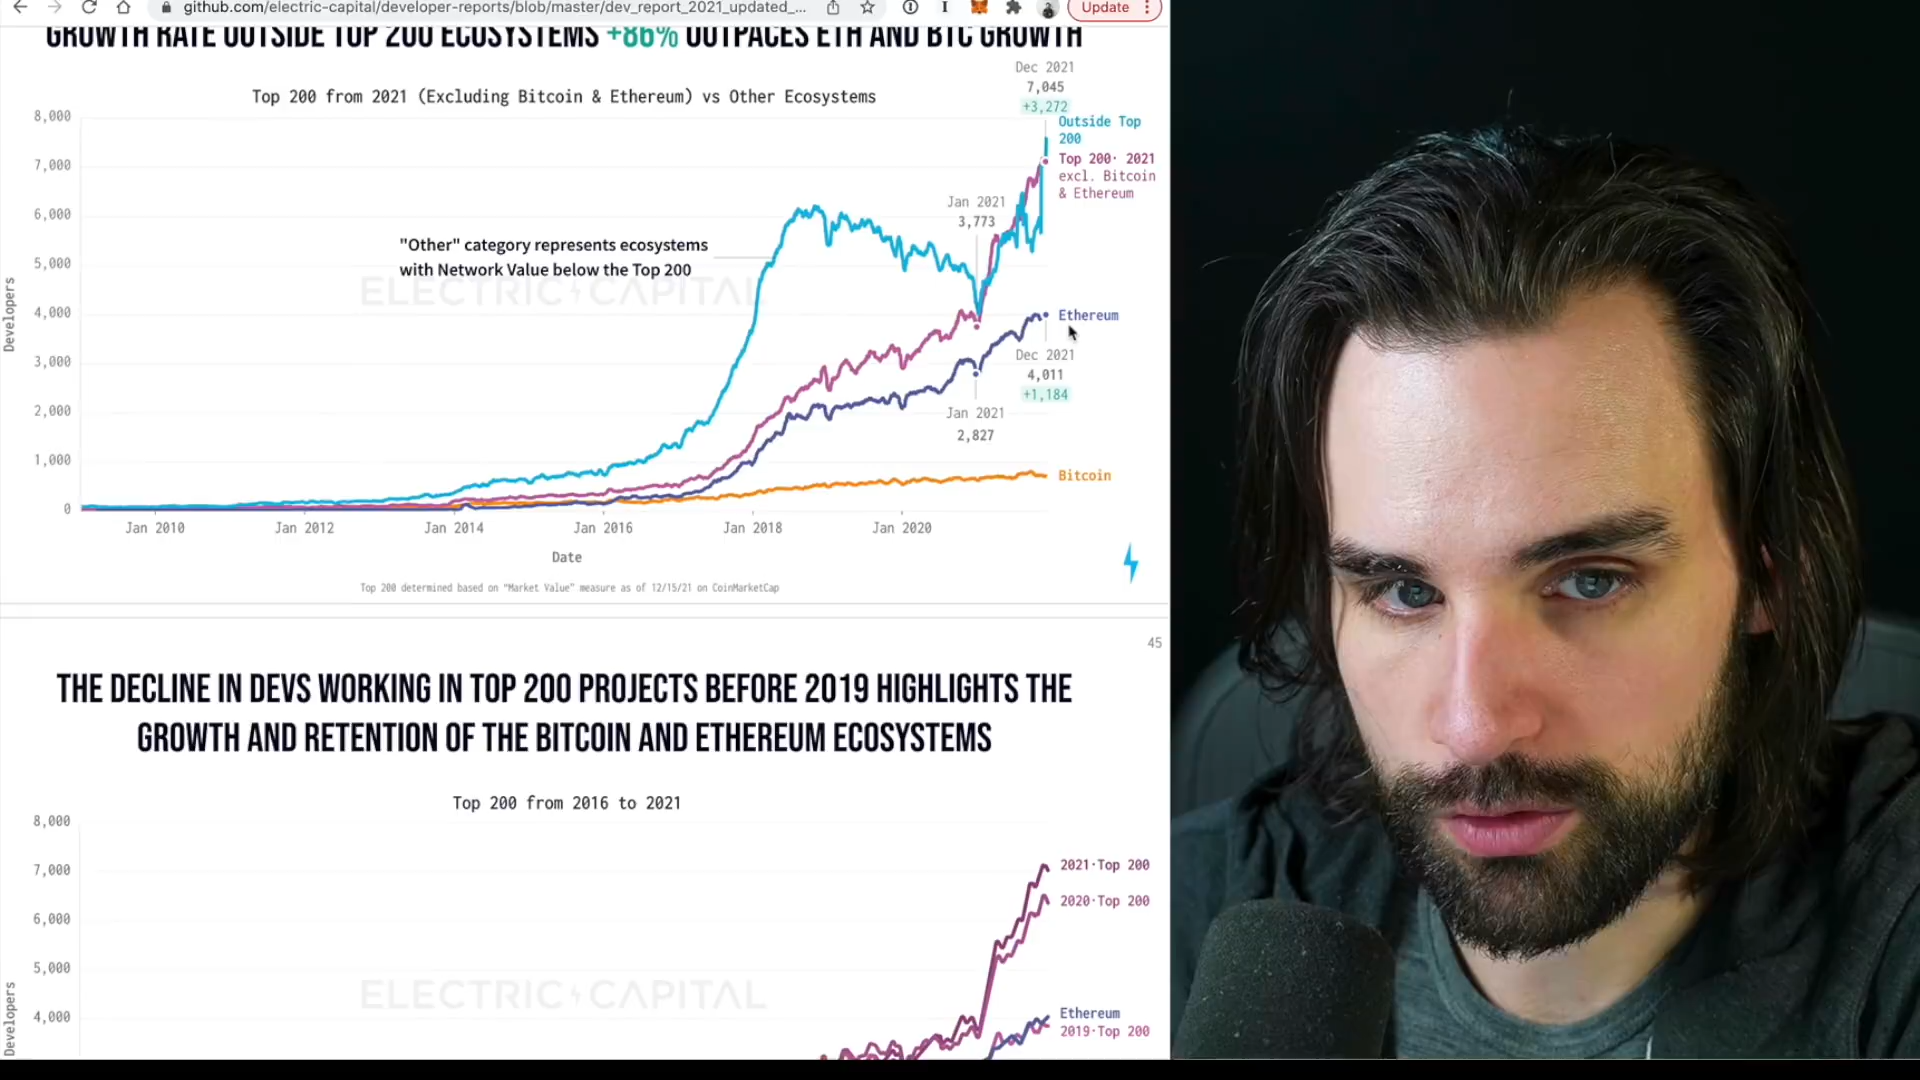 github.com/electric-capital/developer-reports/blob/master/dev_report_2021_updated_...
Update
GROWTH RATE OUTSIDE TOP 200 ECOSYSTEMS +86% OUTPACES ETH AND BTC GROWTH
Top 200 from 2021 (Excluding Bitcoin & Ethereum) vs Other Ecosystems
Dec 2021
7,045
+3,272
Outside Top
200
Top 200· 2021
excl. Bitcoin
& Ethereum
Jan 2021
3,773
"Other" category represents ecosystems
with Network Value below the Top 200
ELECTRIC CAPITAL
Ethereum
Dec 2021
4,011
+1,184
Jan 2021
2,827
Bitcoin
8,000
7,000
6,000
5,000
4,000
3,000
2,000
1,000
0
Developers
Jan 2010
Jan 2012
Jan 2014
Jan 2016
Jan 2018
Jan 2020
Date
Top 200 determined based on "Market Value" measure as of 12/15/21 on CoinMarketCap
45
THE DECLINE IN DEVS WORKING IN TOP 200 PROJECTS BEFORE 2019 HIGHLIGHTS THE
GROWTH AND RETENTION OF THE BITCOIN AND ETHEREUM ECOSYSTEMS
Top 200 from 2016 to 2021
8,000
7,000
6,000
5,000
4,000
Developers
ELECTRIC CAPITAL
2021·Top 200
2020·Top 200
Ethereum
2019·Top 200